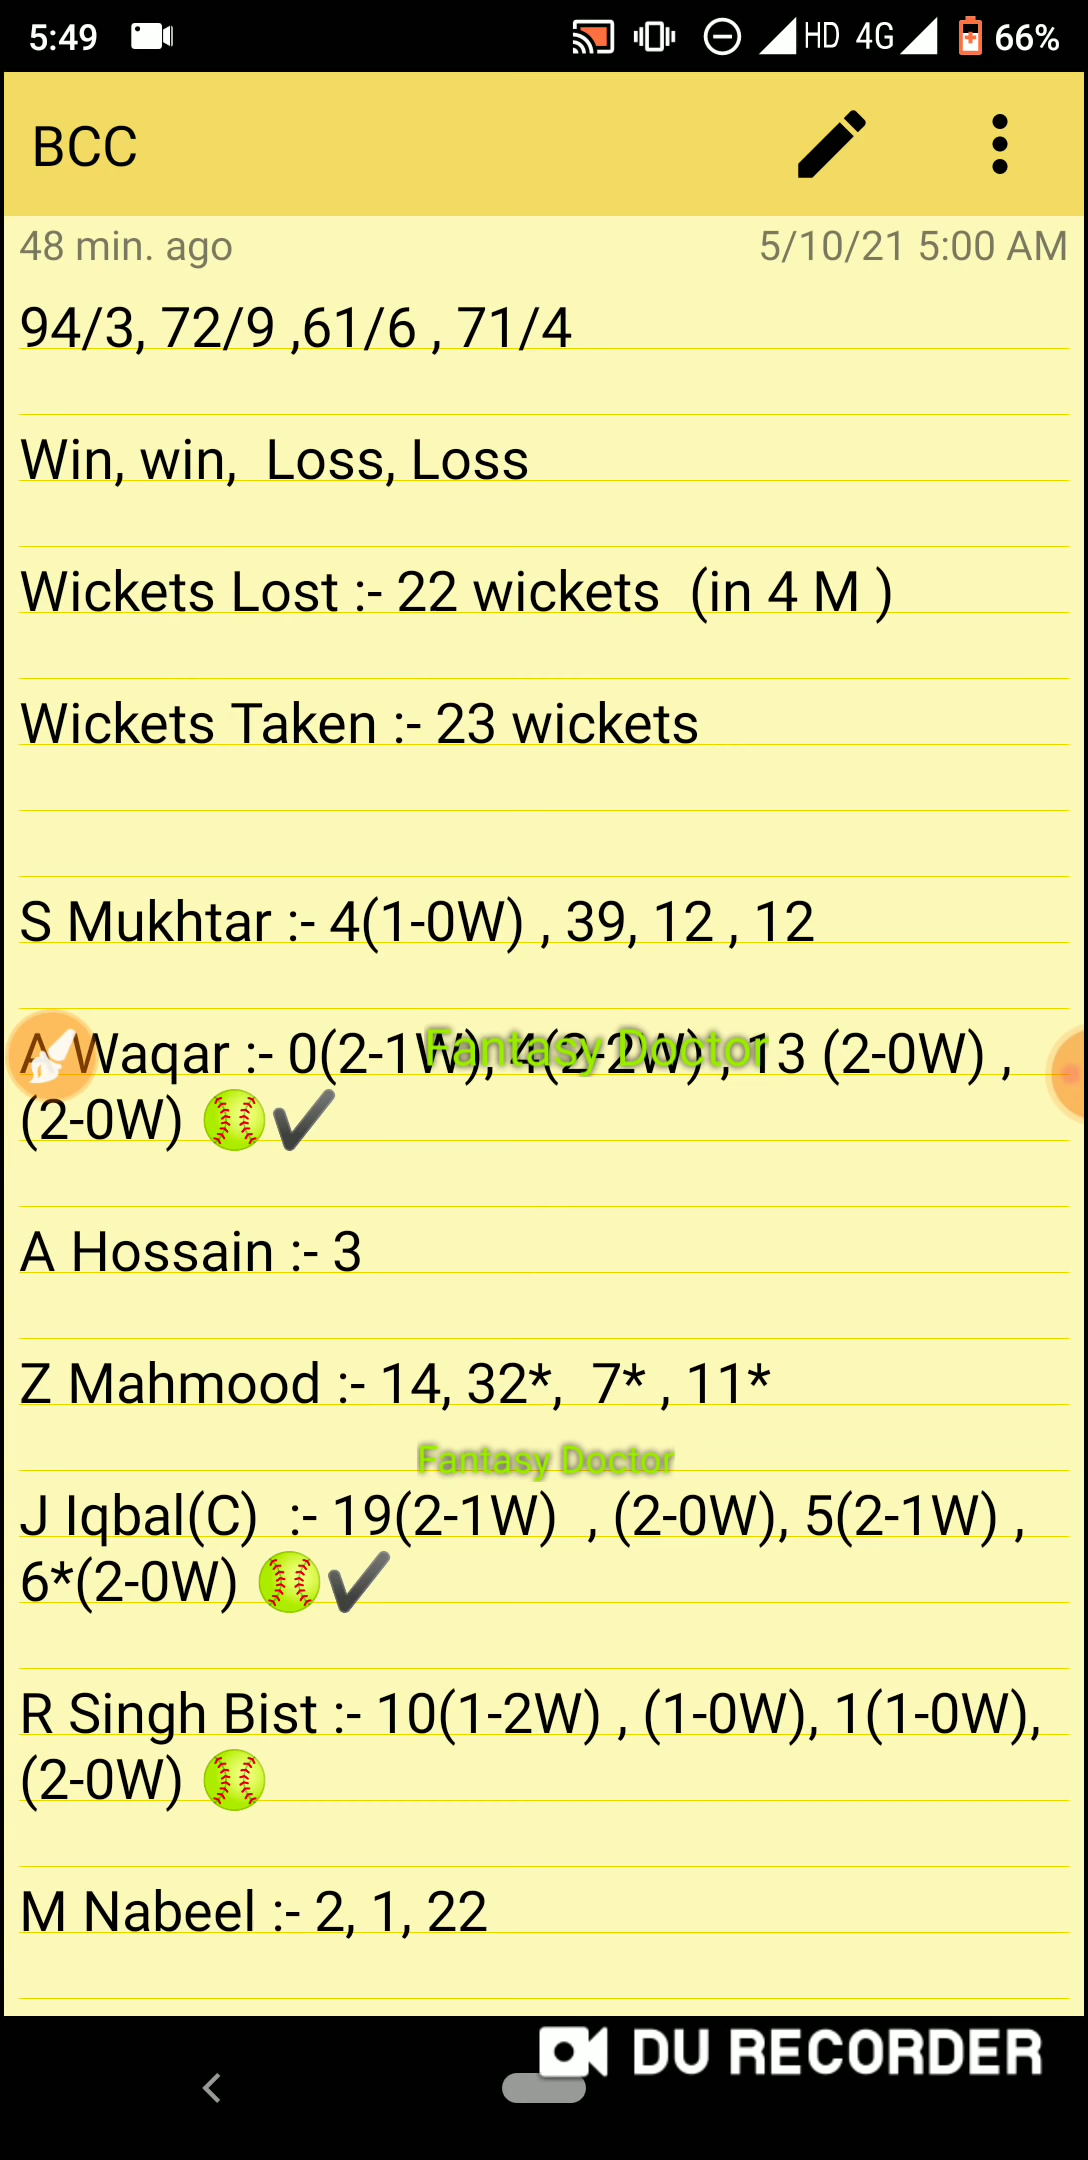 5:49 HD 4G 66%
BCC
48 min. ago 5/10/21 5:00 AM
94/3, 72/9 ,61/6 , 71/4
Win, win,  Loss, Loss
Wickets Lost :- 22 wickets  (in 4 M )
Wickets Taken :- 23 wickets
S Mukhtar :- 4(1-0W) , 39, 12 , 12
A Waqar :- 0(2-1W), 4(2-2W) , 13 (2-0W) ,
Fantasy Doctor
(2-0W) 🥎✔
A Hossain :- 3
Z Mahmood :- 14, 32*,  7* , 11*
Fantasy Doctor
J Iqbal(C)  :- 19(2-1W)  , (2-0W), 5(2-1W) ,
6*(2-0W) 🥎✔
R Singh Bist :- 10(1-2W) , (1-0W), 1(1-0W),
(2-0W) 🥎
M Nabeel :- 2, 1, 22
DU RECORDER